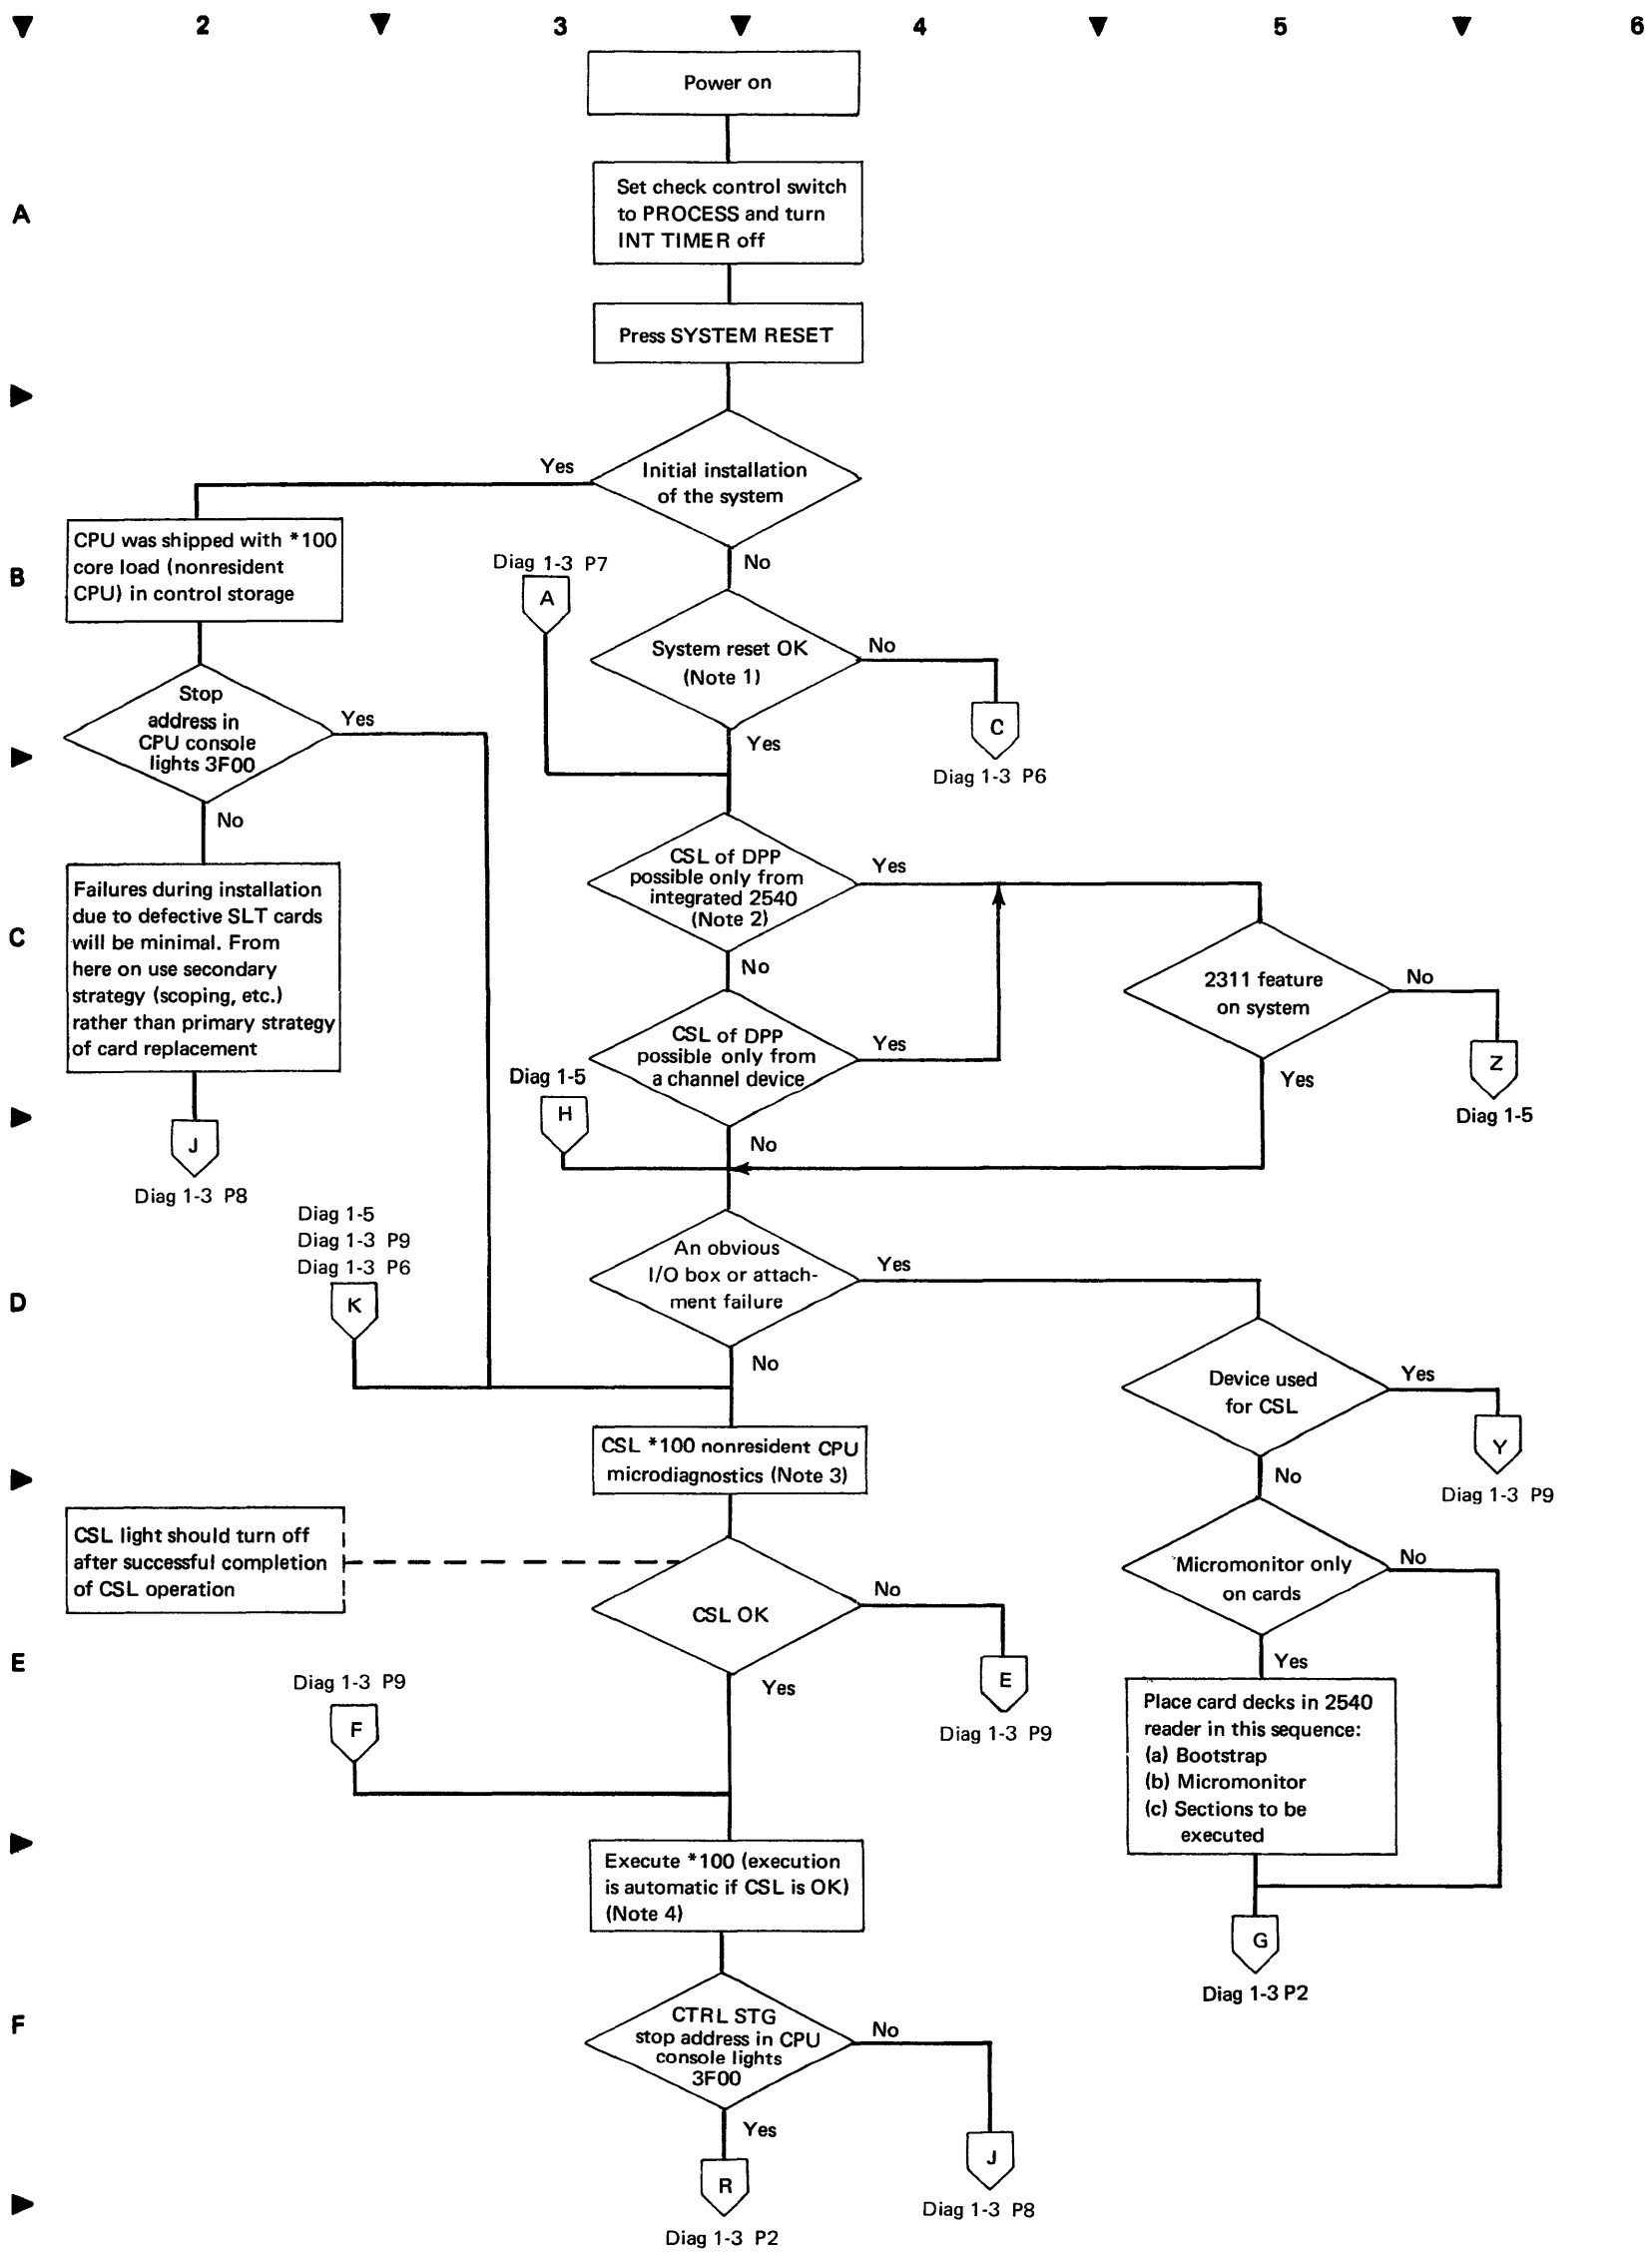 2 3 4 5 6
Power on
A
Set check control switch
to PROCESS and turn
INT TIMER off
Press SYSTEM RESET
Initial installation
of the system
Yes
No
B
CPU was shipped with *100
core load (nonresident
CPU) in control storage
Diag 1-3 P7
A
System reset OK
(Note 1)
No
Yes
C
Diag 1-3 P6
Stop
address in
CPU console
lights 3F00
Yes
No
C
Failures during installation
due to defective SLT cards
will be minimal. From
here on use secondary
strategy (scoping, etc.)
rather than primary strategy
of card replacement
J
Diag 1-3 P8
CSL of DPP
possible only from
integrated 2540
(Note 2)
Yes
No
CSL of DPP
possible only from
a channel device
Yes
No
2311 feature
on system
No
Yes
Z
Diag 1-5
Diag 1-5
H
D
Diag 1-5
Diag 1-3 P9
Diag 1-3 P6
K
An obvious
I/O box or attach-
ment failure
Yes
No
Device used
for CSL
Yes
No
Y
Diag 1-3 P9
CSL *100 nonresident CPU
microdiagnostics (Note 3)
CSL light should turn off
after successful completion
of CSL operation
CSL OK
No
Yes
E
Diag 1-3 P9
Micromonitor only
on cards
No
Yes
E
Diag 1-3 P9
F
Place card decks in 2540
reader in this sequence:
(a) Bootstrap
(b) Micromonitor
(c) Sections to be
executed
G
Diag 1-3 P2
Execute *100 (execution
is automatic if CSL is OK)
(Note 4)
F
CTRL STG
stop address in CPU
console lights
3F00
No
Yes
J
Diag 1-3 P8
R
Diag 1-3 P2